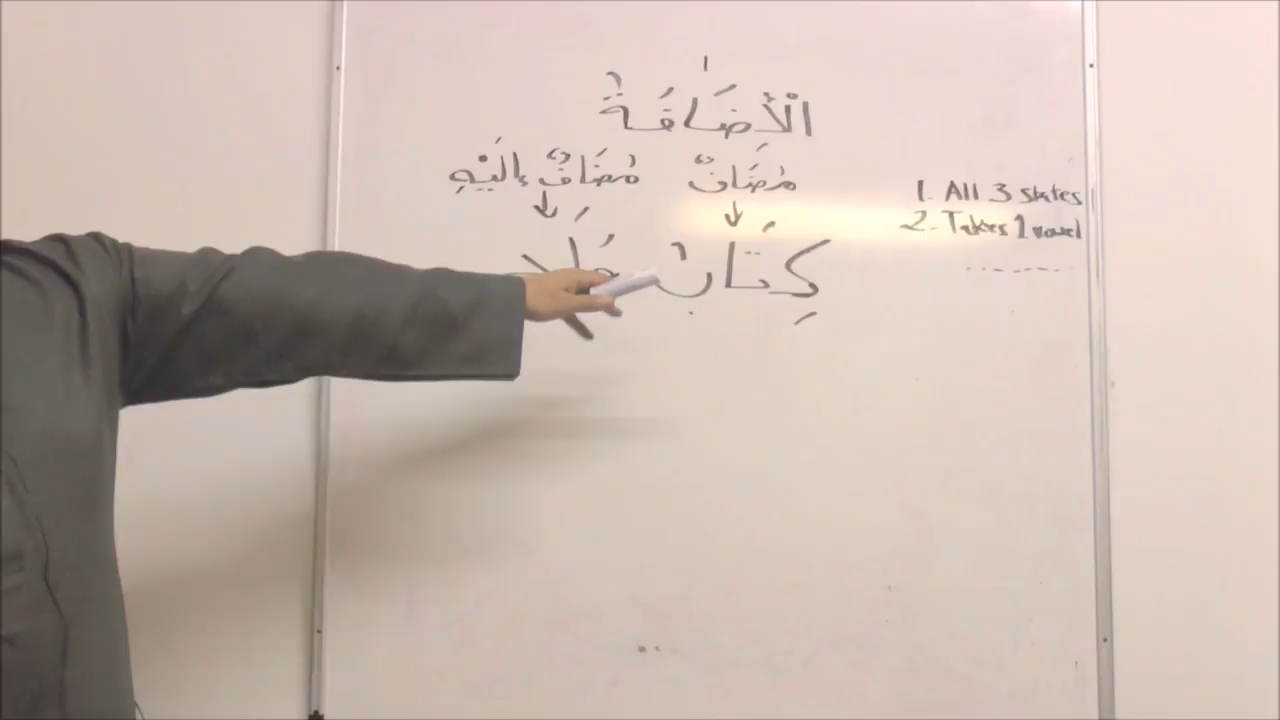 الْأِضَافَةُ
مُضَافٌ مُضَافٌ إِلَيْهِ
كِتَابُ
1. All 3 states
2. Takes 1 vowel